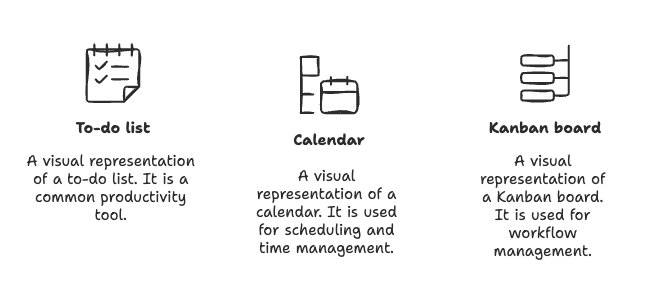 To-do list
A visual representation
of a to-do list. It is a
common productivity
tool.
Calendar
A visual
representation of a
calendar. It is used
for scheduling and
time management.
Kanban board
A visual
representation of
a Kanban board.
It is used for
workflow
management.